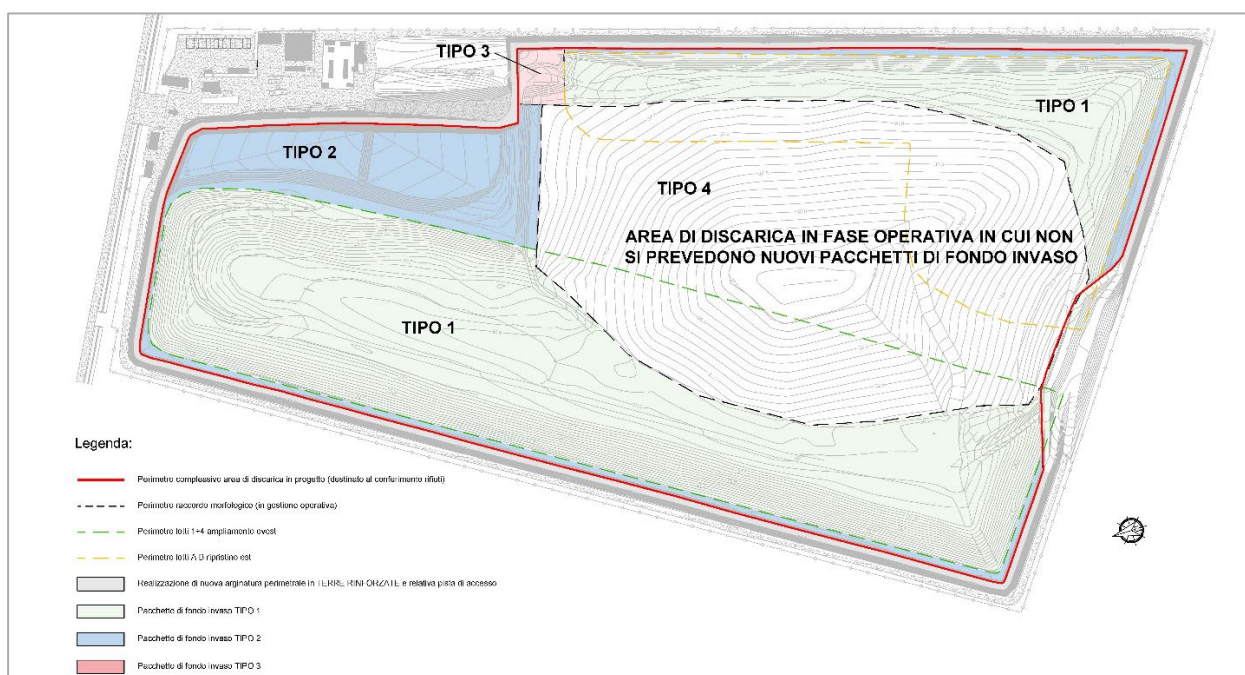 TIPO 3
TIPO 1
TIPO 2
TIPO 4
AREA DI DISCARICA IN FASE OPERATIVA IN CUI NON
SI PREVEDONO NUOVI PACCHETTI DI FONDO INVASO
TIPO 1
Legenda:
Perimetro complessivo area di discarica in progetto (destinato al conferimento rifiuti)
Perimetro raccordo morfologico (in gestione operativa)
Perimetro lotti 1÷4 ampliamento ovest
Perimetro lotti A B ripristino est
Realizzazione di nuova arginatura perimetrale in TERRE RINFORZATE e relativa pista di accesso
Pacchetto di fondo invaso TIPO 1
Pacchetto di fondo invaso TIPO 2
Pacchetto di fondo invaso TIPO 3